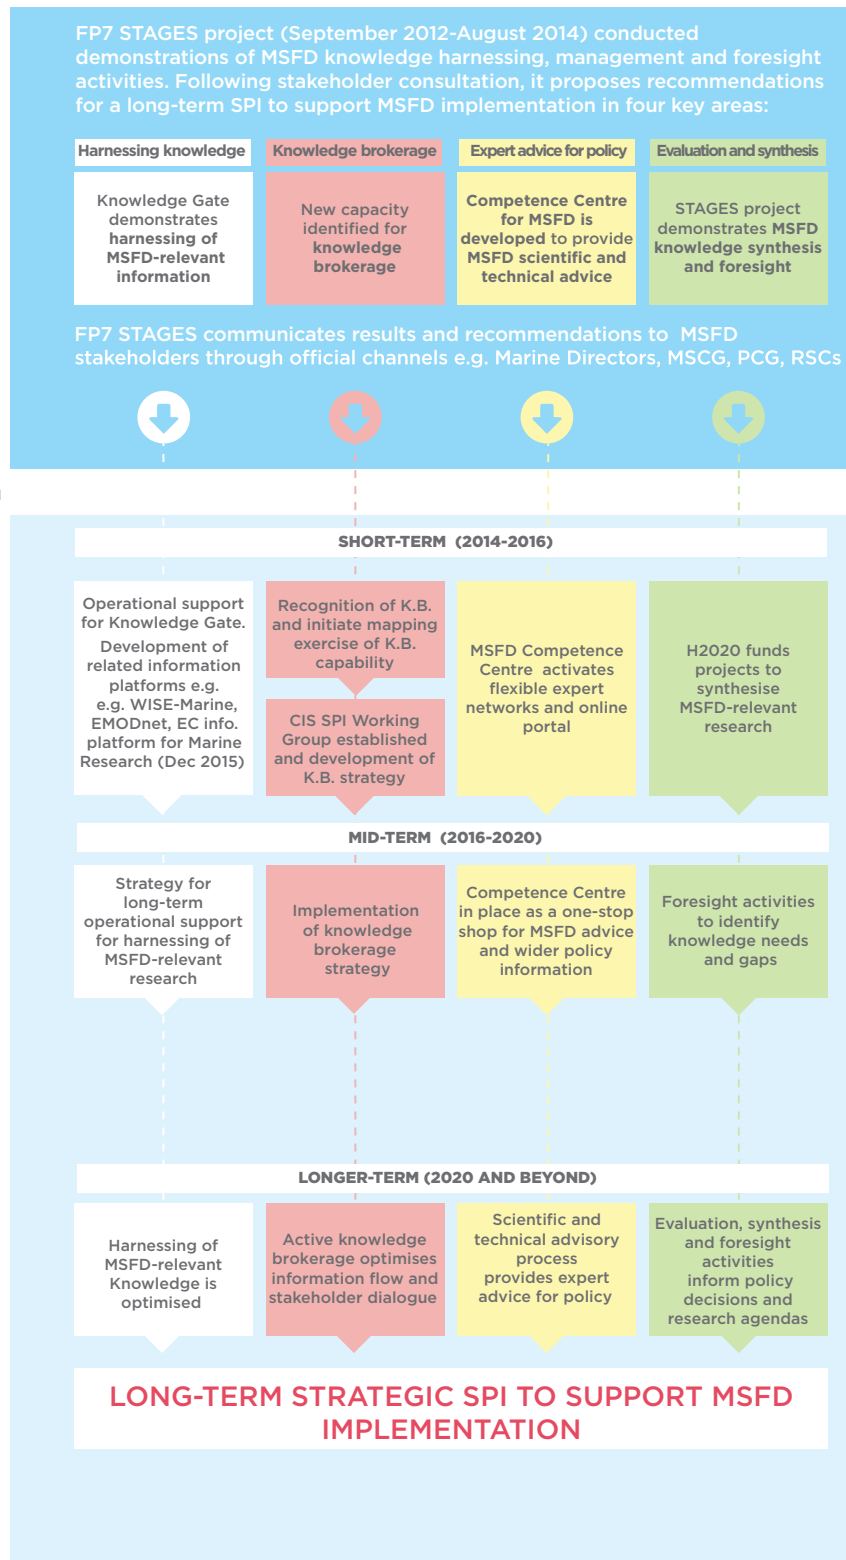 FP7 STAGES project (September 2012-August 2014) conducted
demonstrations of MSFD knowledge harnessing, management and foresight
activities. Following stakeholder consultation, it proposes recommendations
for a long-term SPI to support MSFD implementation in four key areas:
Harnessing knowledge
Knowledge Gate
demonstrates
harnessing of
MSFD-relevant
information
Knowledge brokerage
New capacity
identified for
knowledge
brokerage
Expert advice for policy
Competence Centre
for MSFD is
developed to provide
MSFD scientific and
technical advice
Evaluation and synthesis
STAGES project
demonstrates MSFD
knowledge synthesis
and foresight
FP7 STAGES communicates results and recommendations to MSFD
stakeholders through official channels e.g. Marine Directors, MSCG, PCG, RSCs
SHORT-TERM (2014-2016)
Operational support
for Knowledge Gate.
Development of
related information
platforms e.g.
e.g. WISE-Marine,
EMODnet, EC info.
platform for Marine
Research (Dec 2015)
Recognition of K.B.
and initiate mapping
exercise of K.B.
capability
CIS SPI Working
Group established
and development of
K.B. strategy
MSFD Competence
Centre activates
flexible expert
networks and online
portal
H2020 funds
projects to
synthesise
MSFD-relevant
research
MID-TERM (2016-2020)
Strategy for
long-term
operational support
for harnessing of
MSFD-relevant
research
Implementation
of knowledge
brokerage
strategy
Competence Centre
in place as a one-stop
shop for MSFD advice
and wider policy
information
Foresight activities
to identify
knowledge needs
and gaps
LONGER-TERM (2020 AND BEYOND)
Harnessing of
MSFD-relevant
Knowledge is
optimised
Active knowledge
brokerage optimises
information flow and
stakeholder dialogue
Scientific and
technical advisory
process
provides expert
advice for policy
Evaluation, synthesis
and foresight
activities
inform policy
decisions and
research agendas
LONG-TERM STRATEGIC SPI TO SUPPORT MSFD
IMPLEMENTATION